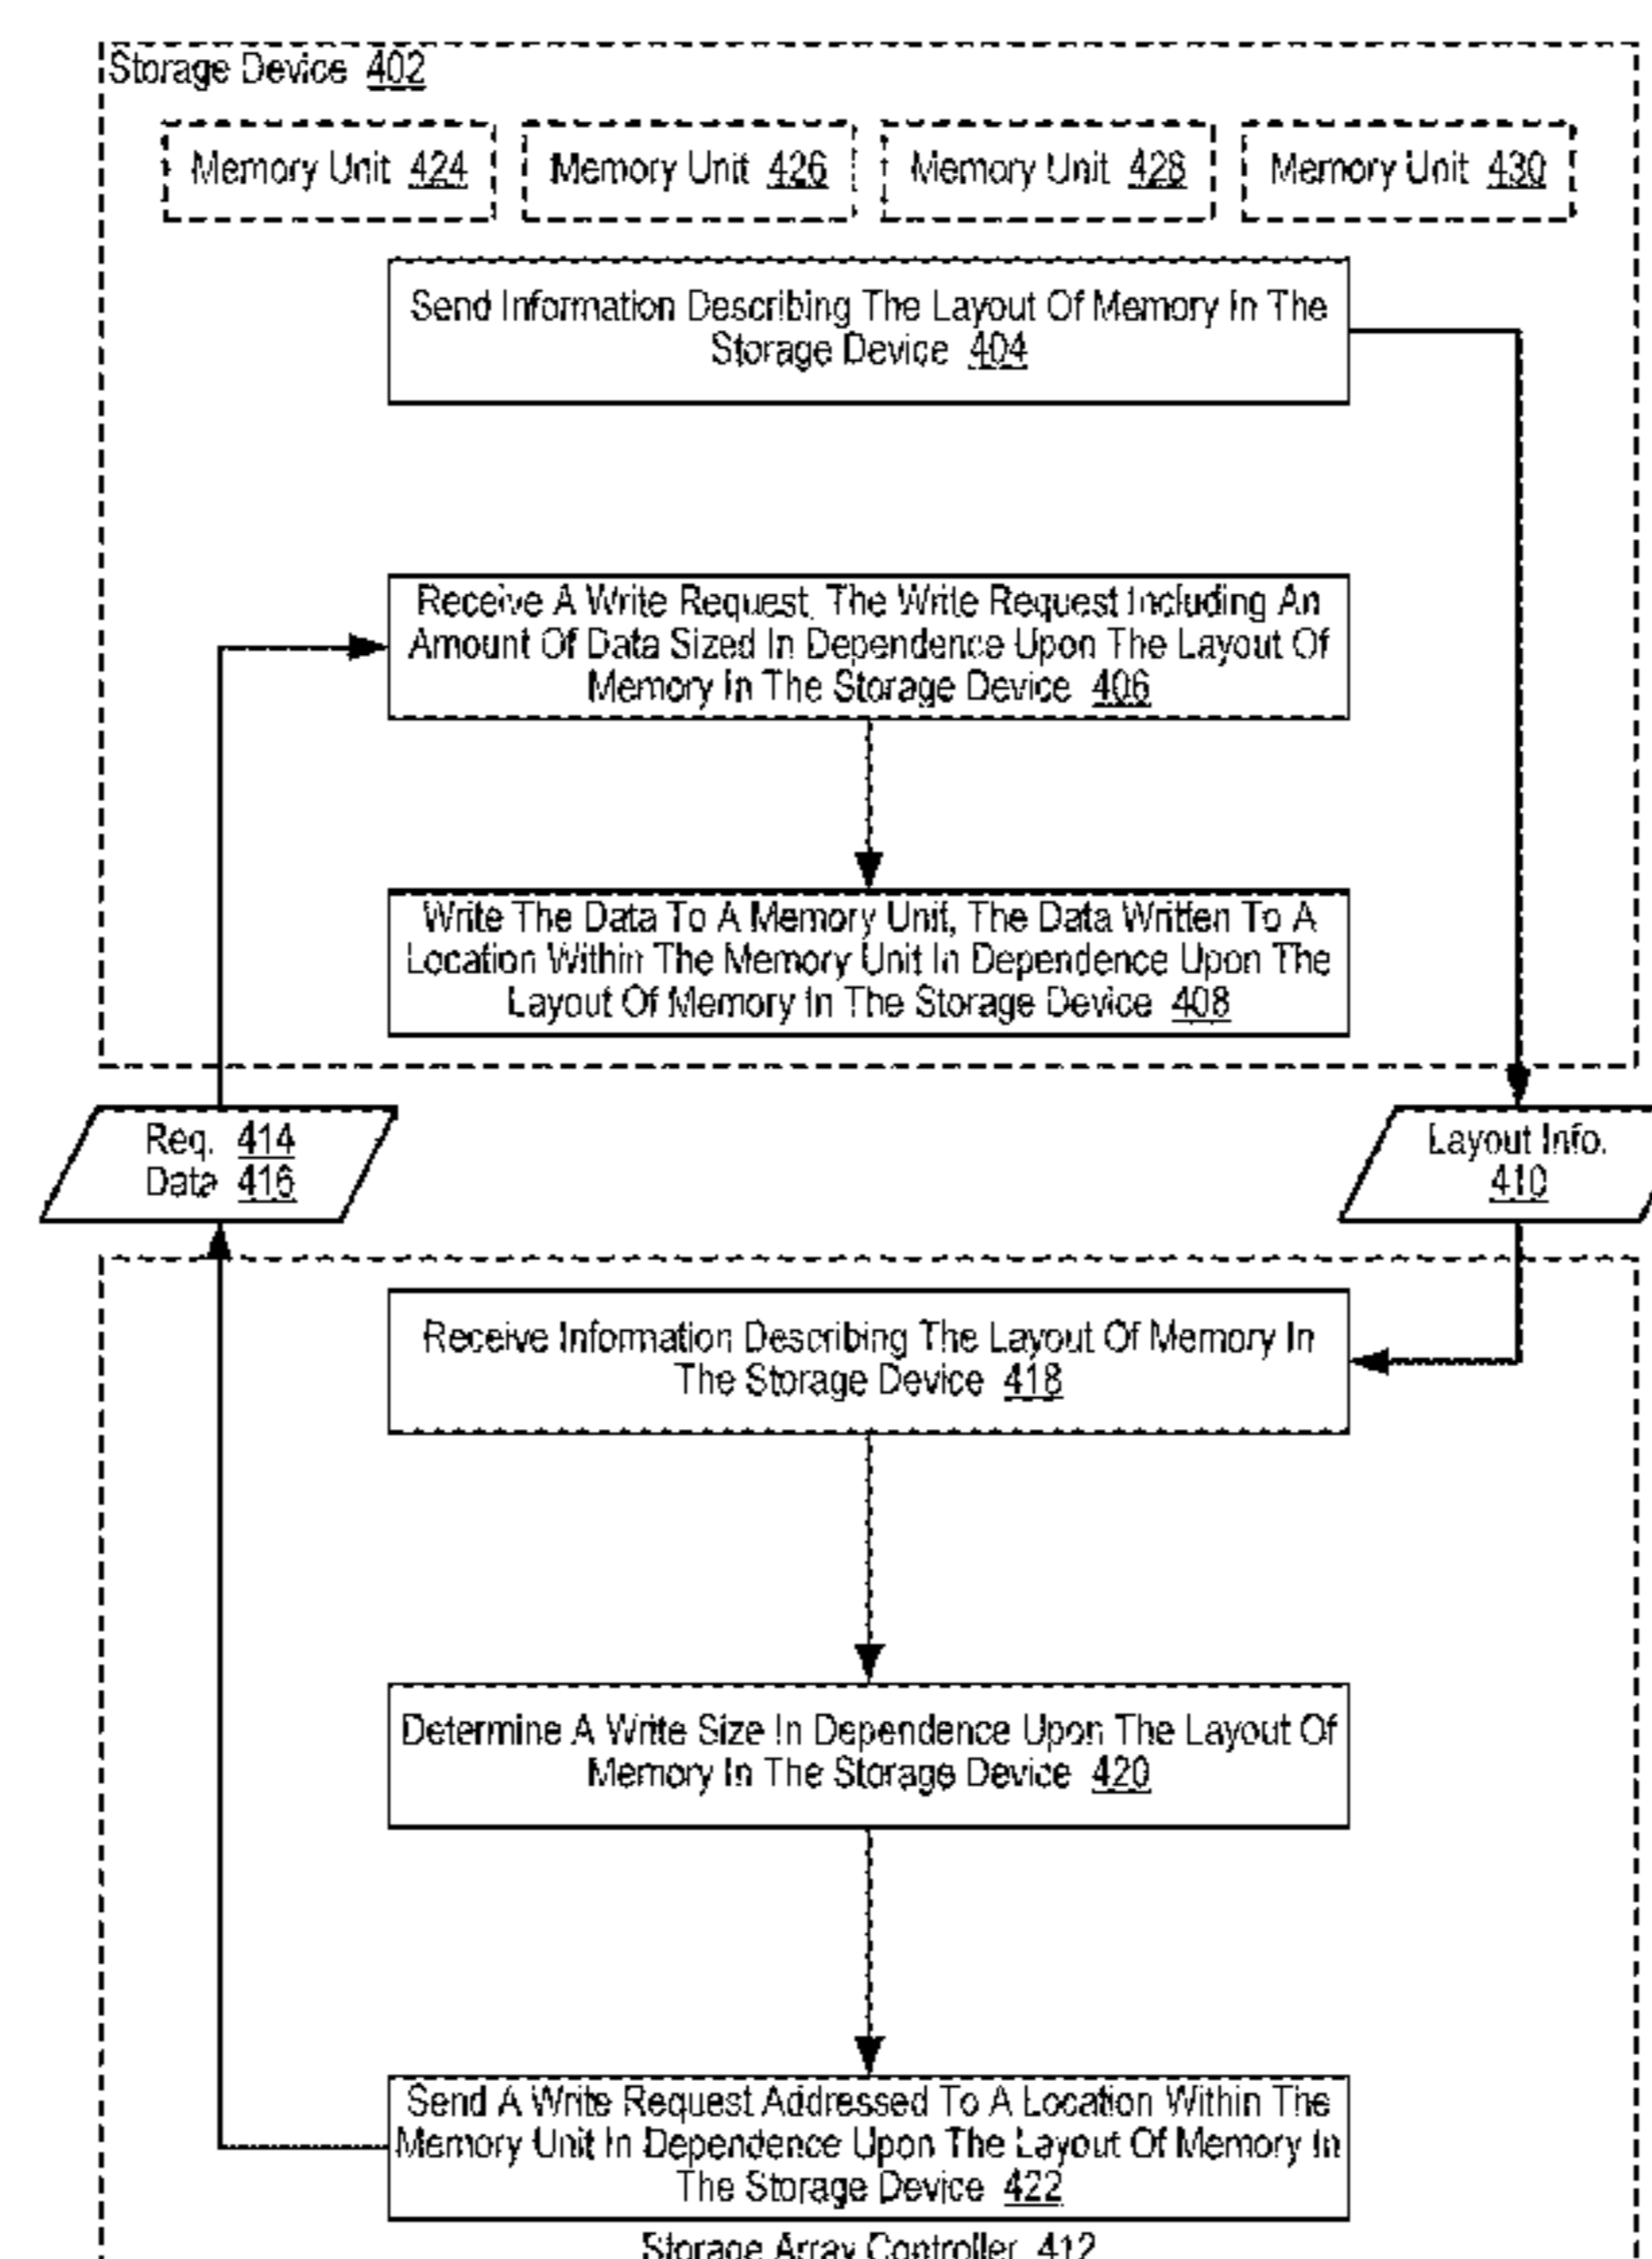 Storage Device 402
Memory Unit 424
Memory Unit 426
Memory Unit 428
Memory Unit 430
Send Information Describing The Layout Of Memory In The
Storage Device 404
Receive A Write Request, The Write Request Including An
Amount Of Data Sized In Dependence Upon The Layout Of
Memory In The Storage Device 406
Write The Data To A Memory Unit, The Data Written To A
Location Within The Memory Unit In Dependence Upon The
Layout Of Memory In The Storage Device 408
Req. 414
Data 416
Layout Info.
410
Receive Information Describing The Layout Of Memory In
The Storage Device 418
Determine A Write Size In Dependence Upon The Layout Of
Memory In The Storage Device 420
Send A Write Request Addressed To A Location Within The
Memory Unit In Dependence Upon The Layout Of Memory In
The Storage Device 422
Storage Array Controller 412